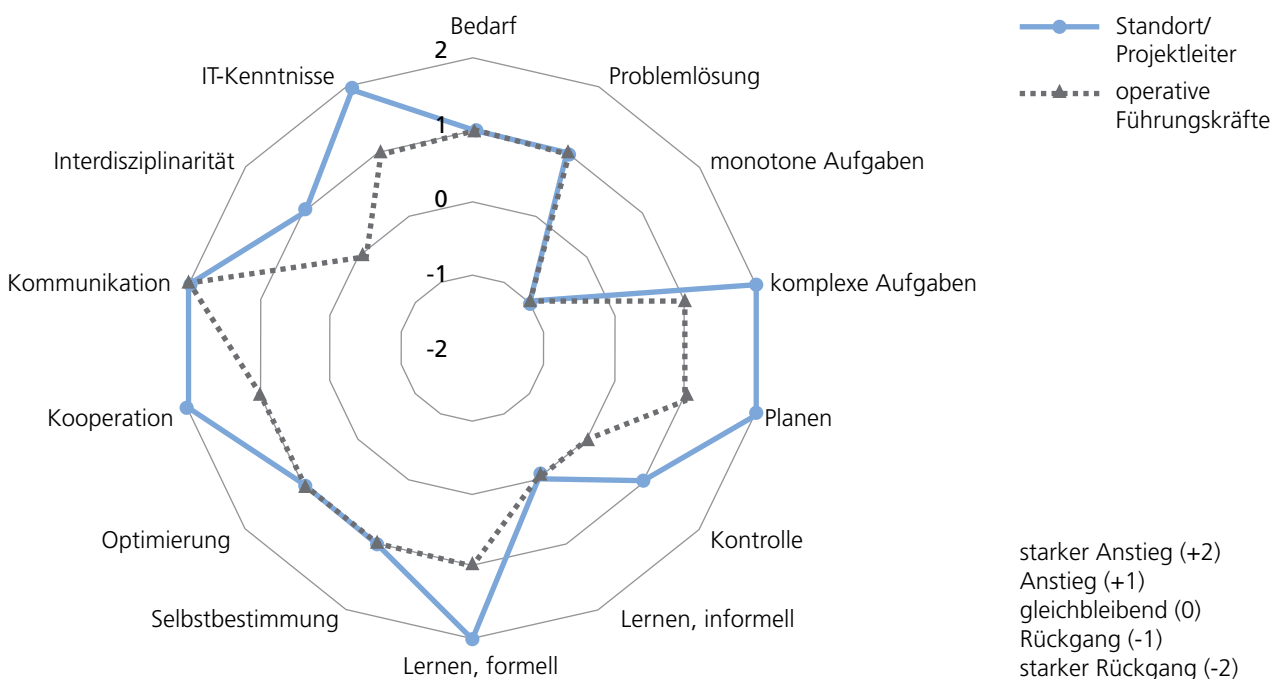 Bedarf
2
IT-Kenntnisse
Problemlösung
1
Interdisziplinarität
monotone Aufgaben
0
Kommunikation
-1
komplexe Aufgaben
-2
Kooperation
Planen
Optimierung
Kontrolle
Selbstbestimmung
Lernen, informell
Lernen, formell
Standort/
Projektleiter
operative
Führungskräfte
starker Anstieg (+2)
Anstieg (+1)
gleichbleibend (0)
Rückgang (-1)
starker Rückgang (-2)